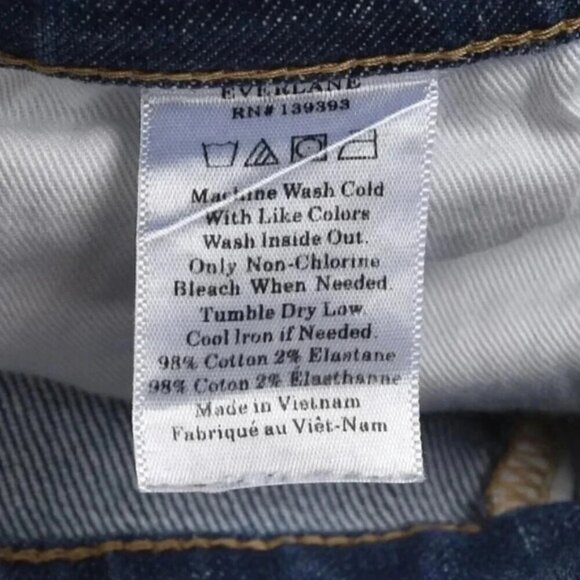 EVERLANE
RN# 139393
Machine Wash Cold
With Like Colors
Wash Inside Out.
Only Non-Chlorine
Bleach When Needed.
Tumble Dry Low.
Cool Iron if Needed.
98% Cotton 2% Elastane
98% Coton 2% Elasthanne
Made in Vietnam
Fabriqué au Viêt-Nam